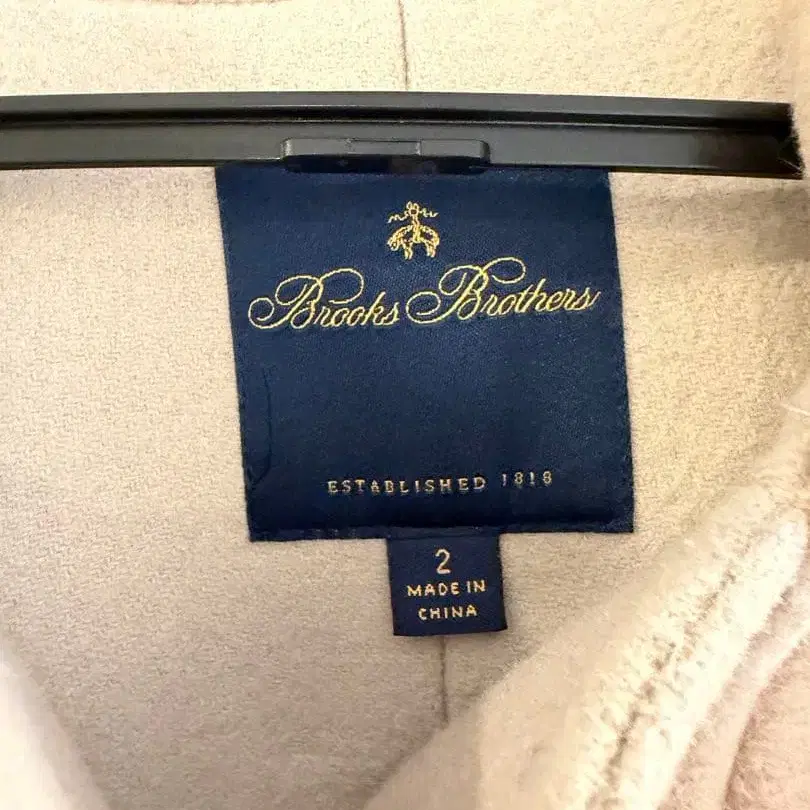 Brooks Brothers
ESTABLISHED 1818
2
MADE IN
CHINA